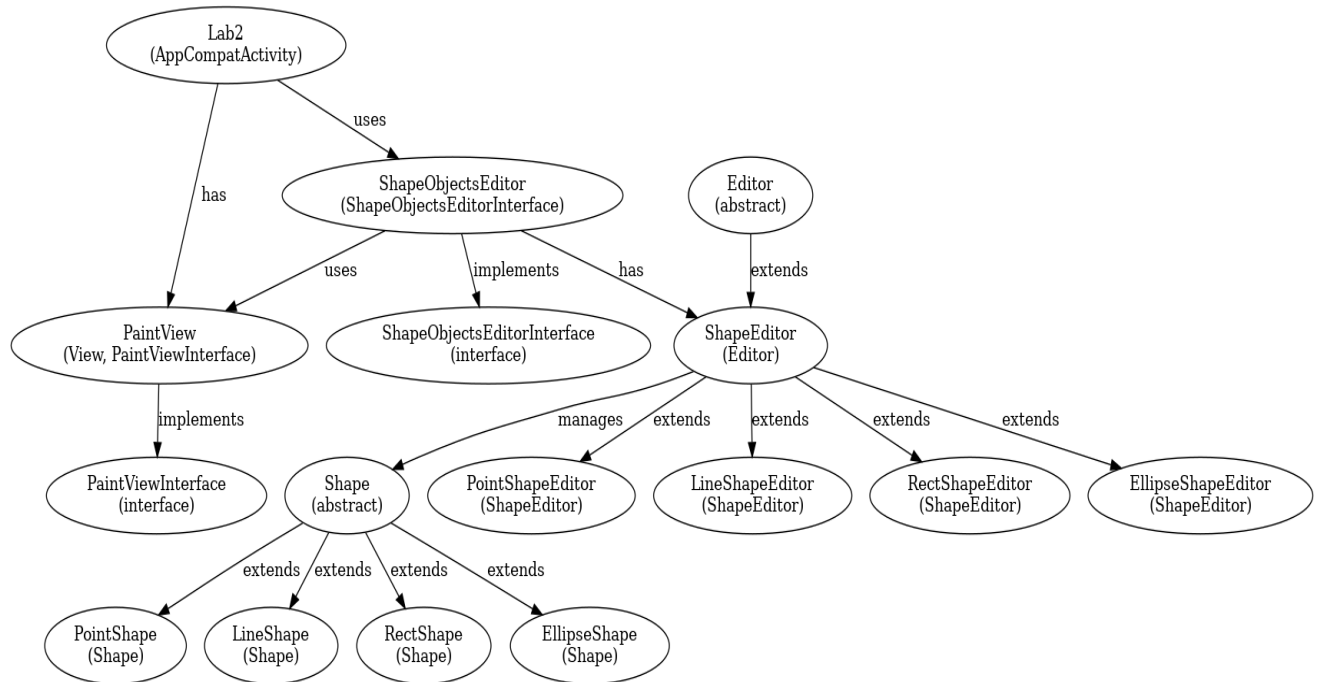 Lab2
(AppCompatActivity)
uses
ShapeObjectsEditor
(ShapeObjectsEditorInterface)
Editor
(abstract)
has
uses
implements
has
extends
PaintView
(View, PaintViewInterface)
ShapeObjectsEditorInterface
(interface)
ShapeEditor
(Editor)
implements
manages
extends
extends
extends
extends
PaintViewInterface
(interface)
Shape
(abstract)
PointShapeEditor
(ShapeEditor)
LineShapeEditor
(ShapeEditor)
RectShapeEditor
(ShapeEditor)
EllipseShapeEditor
(ShapeEditor)
extends
extends
extends
extends
PointShape
(Shape)
LineShape
(Shape)
RectShape
(Shape)
EllipseShape
(Shape)